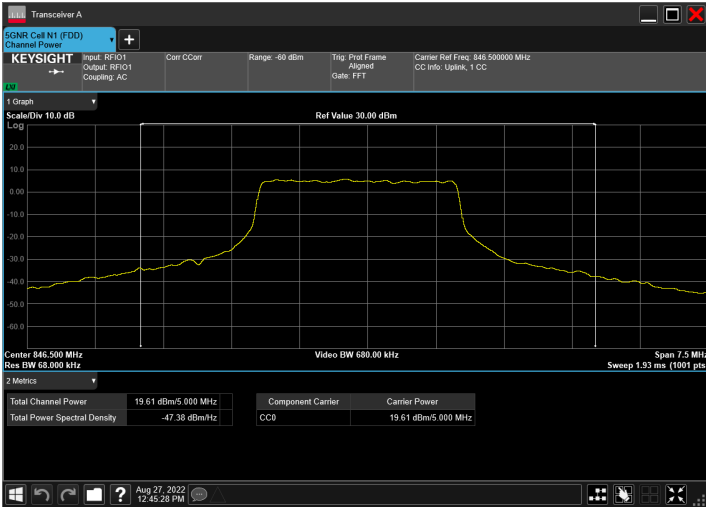 Transceiver A
5GNR Cell N1 (FDD)
Channel Power
KEYSIGHT
LXI
Input: RFIO1
Output: RFIO1
Coupling: AC
Corr CCorr
Range: -60 dBm
Trig: Prot Frame
Aligned
Gate: FFT
Carrier Ref Freq: 846.500000 MHz
CC Info: Uplink, 1 CC
1 Graph
Scale/Div 10.0 dB
Ref Value 30.00 dBm
Log
20.0
10.0
0.00
-10.0
-20.0
-30.0
-40.0
-50.0
-60.0
Center 846.500 MHz
Video BW 680.00 kHz
Span 7.5 MHz
Res BW 68.000 kHz
Sweep 1.93 ms (1001 pts
2 Metrics
Total Channel Power 19.61 dBm/5.000 MHz
Total Power Spectral Density -47.38 dBm/Hz
Component Carrier Carrier Power
CC0 19.61 dBm/5.000 MHz
Aug 27, 2022
12:45:28 PM